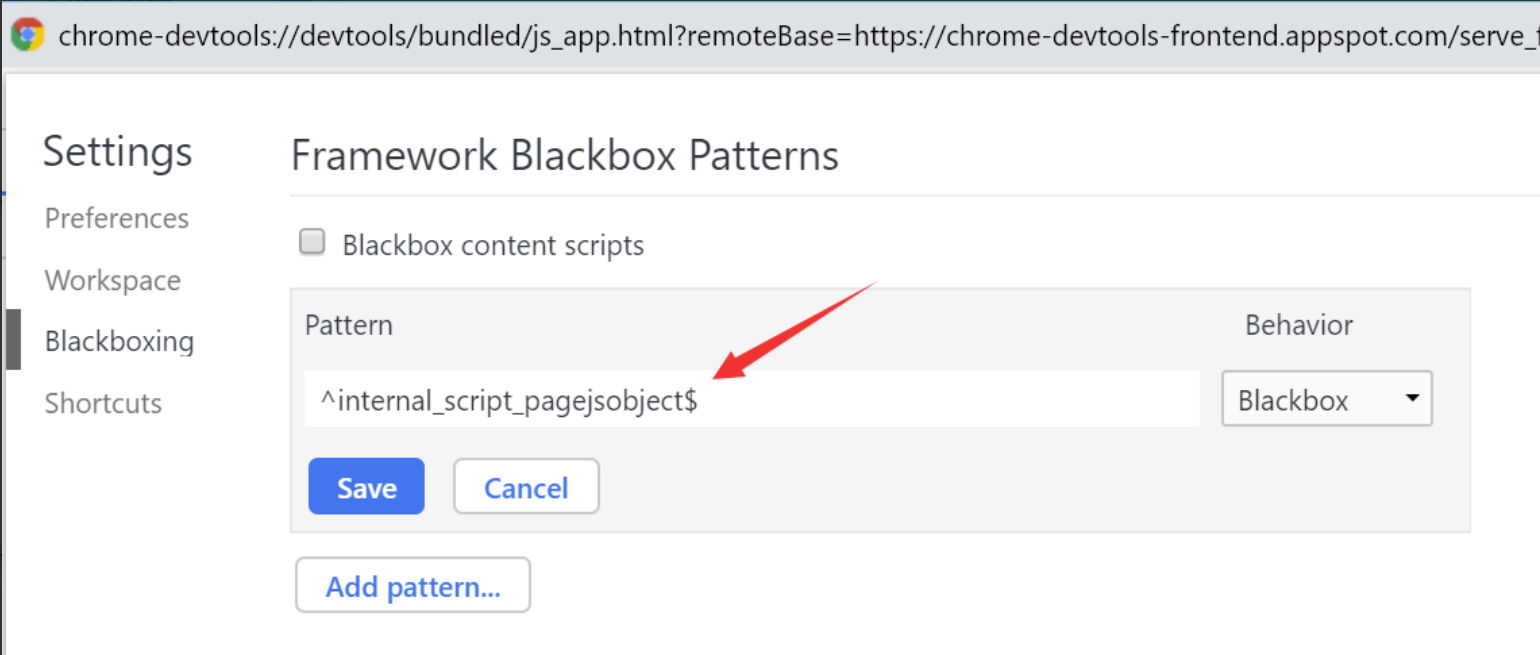 chrome-devtools://devtools/bundled/js_app.html?remoteBase=https://chrome-devtools-frontend.appspot.com/serve_
Settings
Preferences
Workspace
Blackboxing
Shortcuts
Framework Blackbox Patterns
Blackbox content scripts
Pattern Behavior
^internal_script_pagejsobject$ Blackbox
Save Cancel
Add pattern...